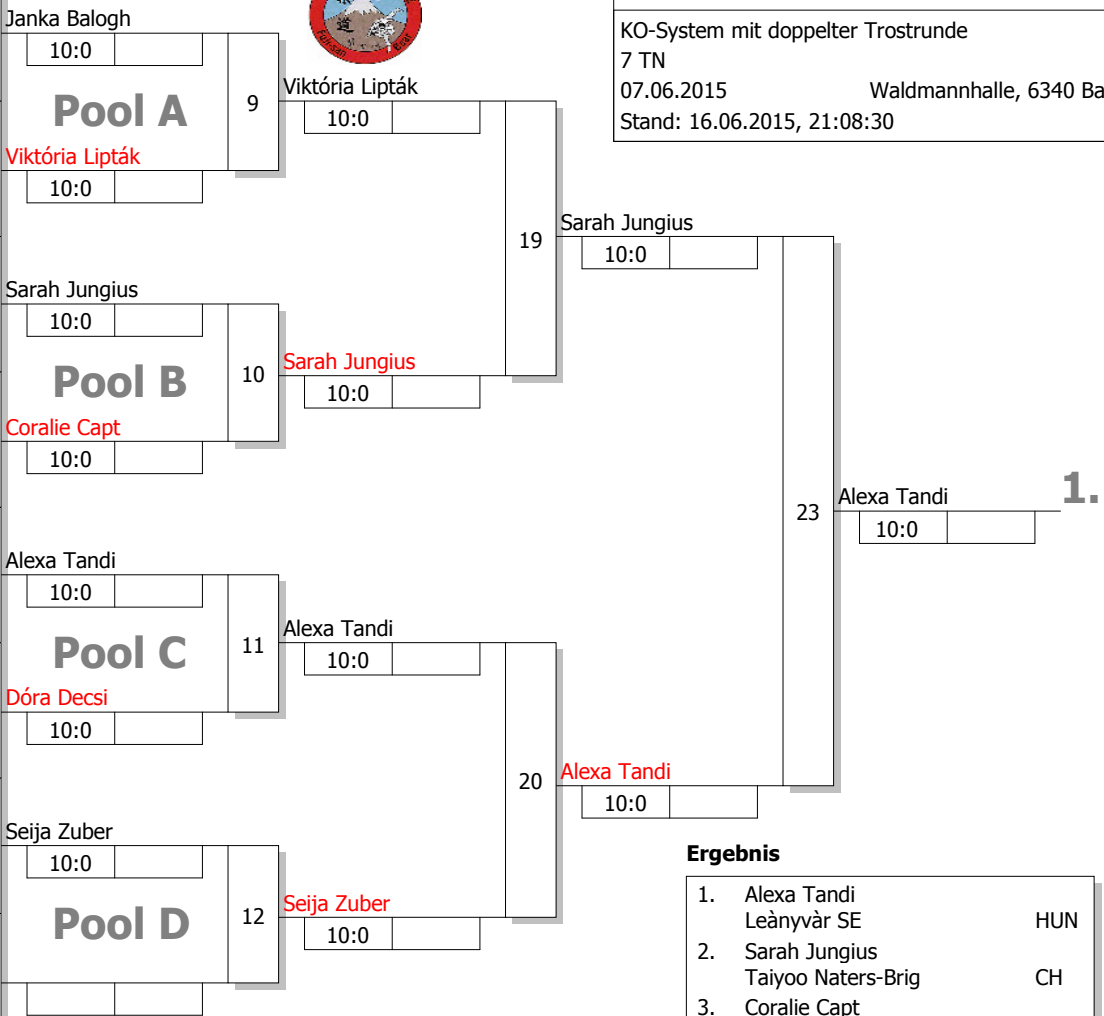 Janka Balogh
10:0
Pool A
9
Viktória Lipták
10:0
Viktória Lipták
10:0
KO-System mit doppelter Trostrunde
7 TN
07.06.2015 Waldmannhalle, 6340 Ba
Stand: 16.06.2015, 21:08:30
19
Sarah Jungius
10:0
Sarah Jungius
10:0
Pool B
10
Sarah Jungius
10:0
Coralie Capt
10:0
23
Alexa Tandi
10:0
1.
Alexa Tandi
10:0
Pool C
11
Alexa Tandi
10:0
Dóra Decsi
10:0
20
Alexa Tandi
10:0
Seija Zuber
10:0
Pool D
12
Seija Zuber
10:0
Ergebnis
1. Alexa Tandi
Leànyvàr SE HUN
2. Sarah Jungius
Taiyoo Naters-Brig CH
3. Coralie Capt